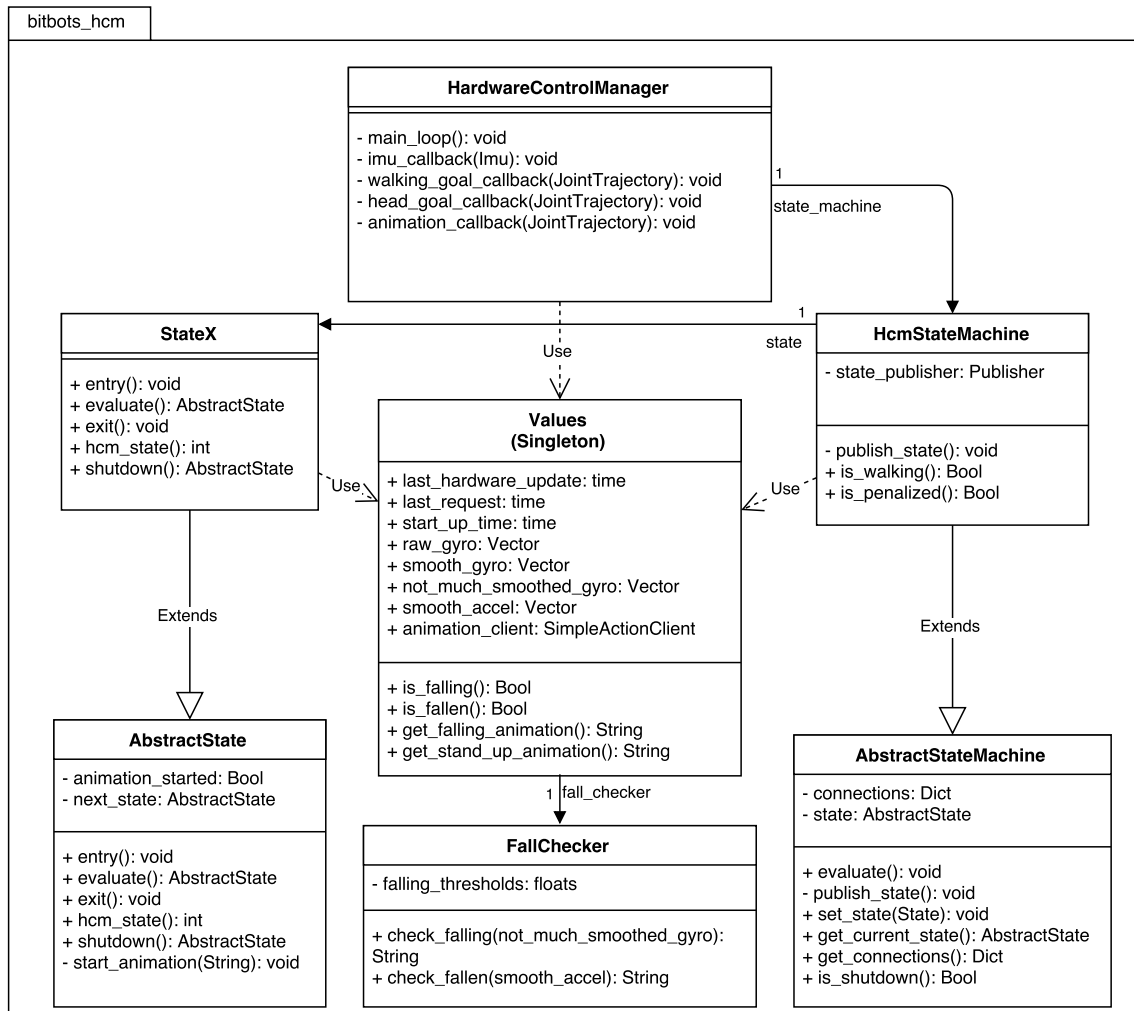 bitbots_hcm
HardwareControlManager
- main_loop(): void
- imu_callback(Imu): void
- walking_goal_callback(JointTrajectory): void
- head_goal_callback(JointTrajectory): void
- animation_callback(JointTrajectory): void
1
state_machine
StateX
+ entry(): void
+ evaluate(): AbstractState
+ exit(): void
+ hcm_state(): int
+ shutdown(): AbstractState
Use
1
state
HcmStateMachine
- state_publisher: Publisher
- publish_state(): void
+ is_walking(): Bool
+ is_penalized(): Bool
Values
(Singleton)
+ last_hardware_update: time
+ last_request: time
+ start_up_time: time
+ raw_gyro: Vector
+ smooth_gyro: Vector
+ not_much_smoothed_gyro: Vector
+ smooth_accel: Vector
+ animation_client: SimpleActionClient
+ is_falling(): Bool
+ is_fallen(): Bool
+ get_falling_animation(): String
+ get_stand_up_animation(): String
Use
Use
Extends
Extends
AbstractState
- animation_started: Bool
- next_state: AbstractState
+ entry(): void
+ evaluate(): AbstractState
+ exit(): void
+ hcm_state(): int
+ shutdown(): AbstractState
- start_animation(String): void
1
fall_checker
FallChecker
- falling_thresholds: floats
+ check_falling(not_much_smoothed_gyro):
String
+ check_fallen(smooth_accel): String
AbstractStateMachine
- connections: Dict
- state: AbstractState
+ evaluate(): void
- publish_state(): void
+ set_state(State): void
+ get_current_state(): AbstractState
+ get_connections(): Dict
+ is_shutdown(): Bool